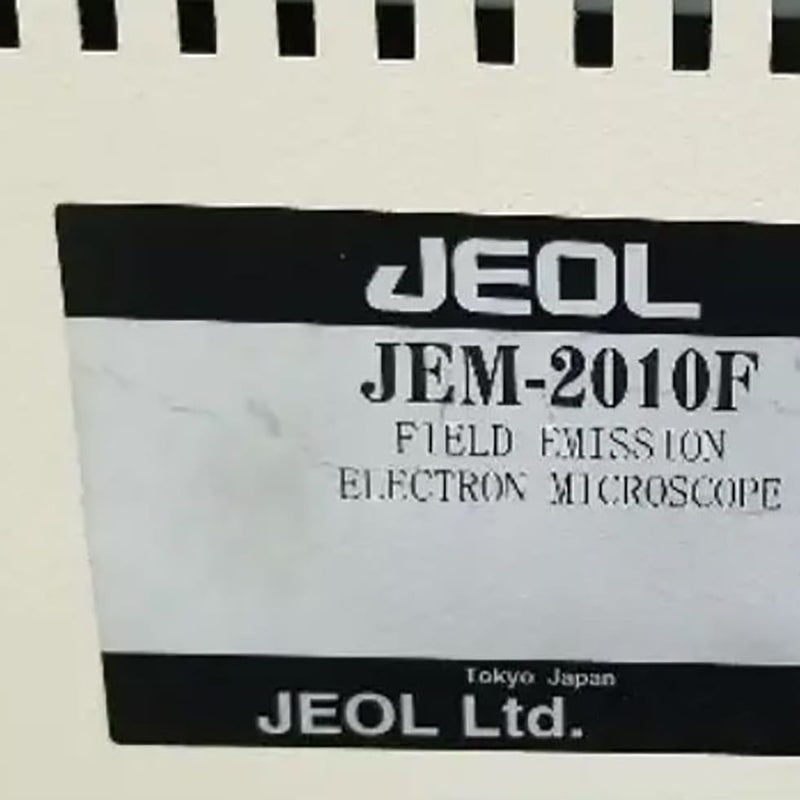 JEOL
JEM-2010F
FIELD EMISSION
ELECTRON MICROSCOPE
Tokyo Japan
JEOL Ltd.